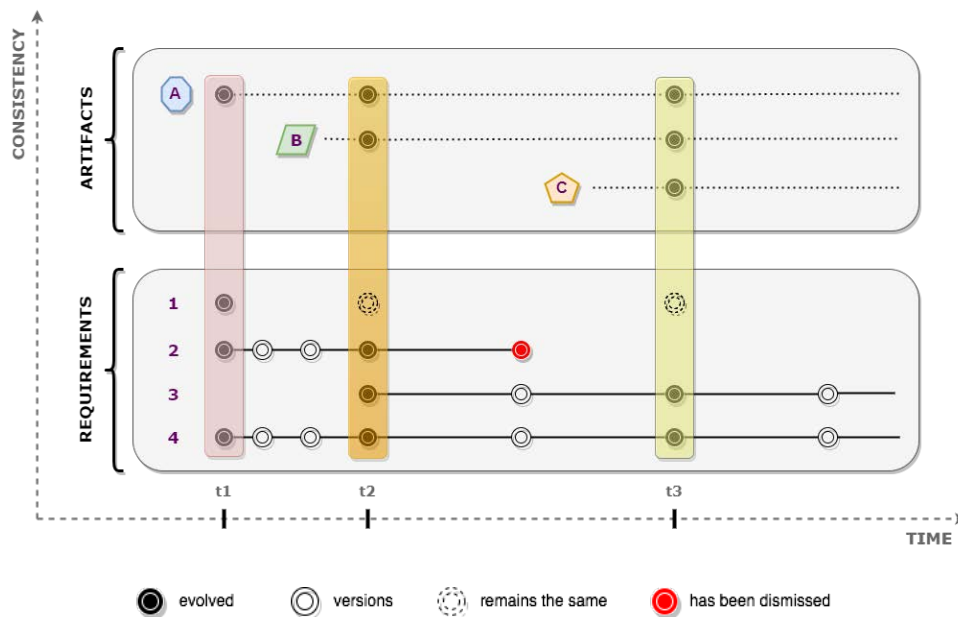 CONSISTENCY
ARTIFACTS
A
B
C
REQUIREMENTS
1
2
3
4
t1 t2 t3
TIME
evolved versions remains the same has been dismissed